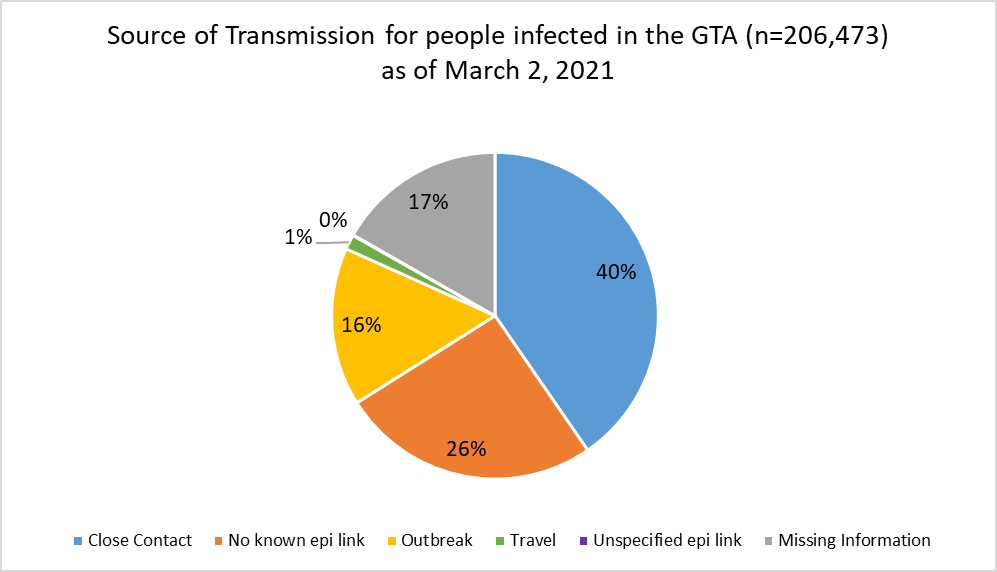 Source of Transmission for people infected in the GTA (n=206,473)
as of March 2, 2021
0%
17%
1%
40%
16%
26%
Close Contact No known epi link Outbreak Travel Unspecified epi link Missing Information